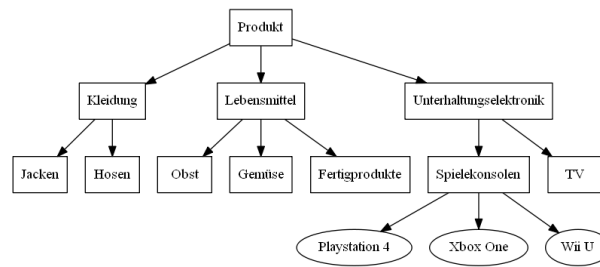 Produkt
Kleidung Lebensmittel Unterhaltungselektronik
Jacken Hosen Obst Gemüse Fertigprodukte Spielekonsolen TV
Playstation 4 Xbox One Wii U